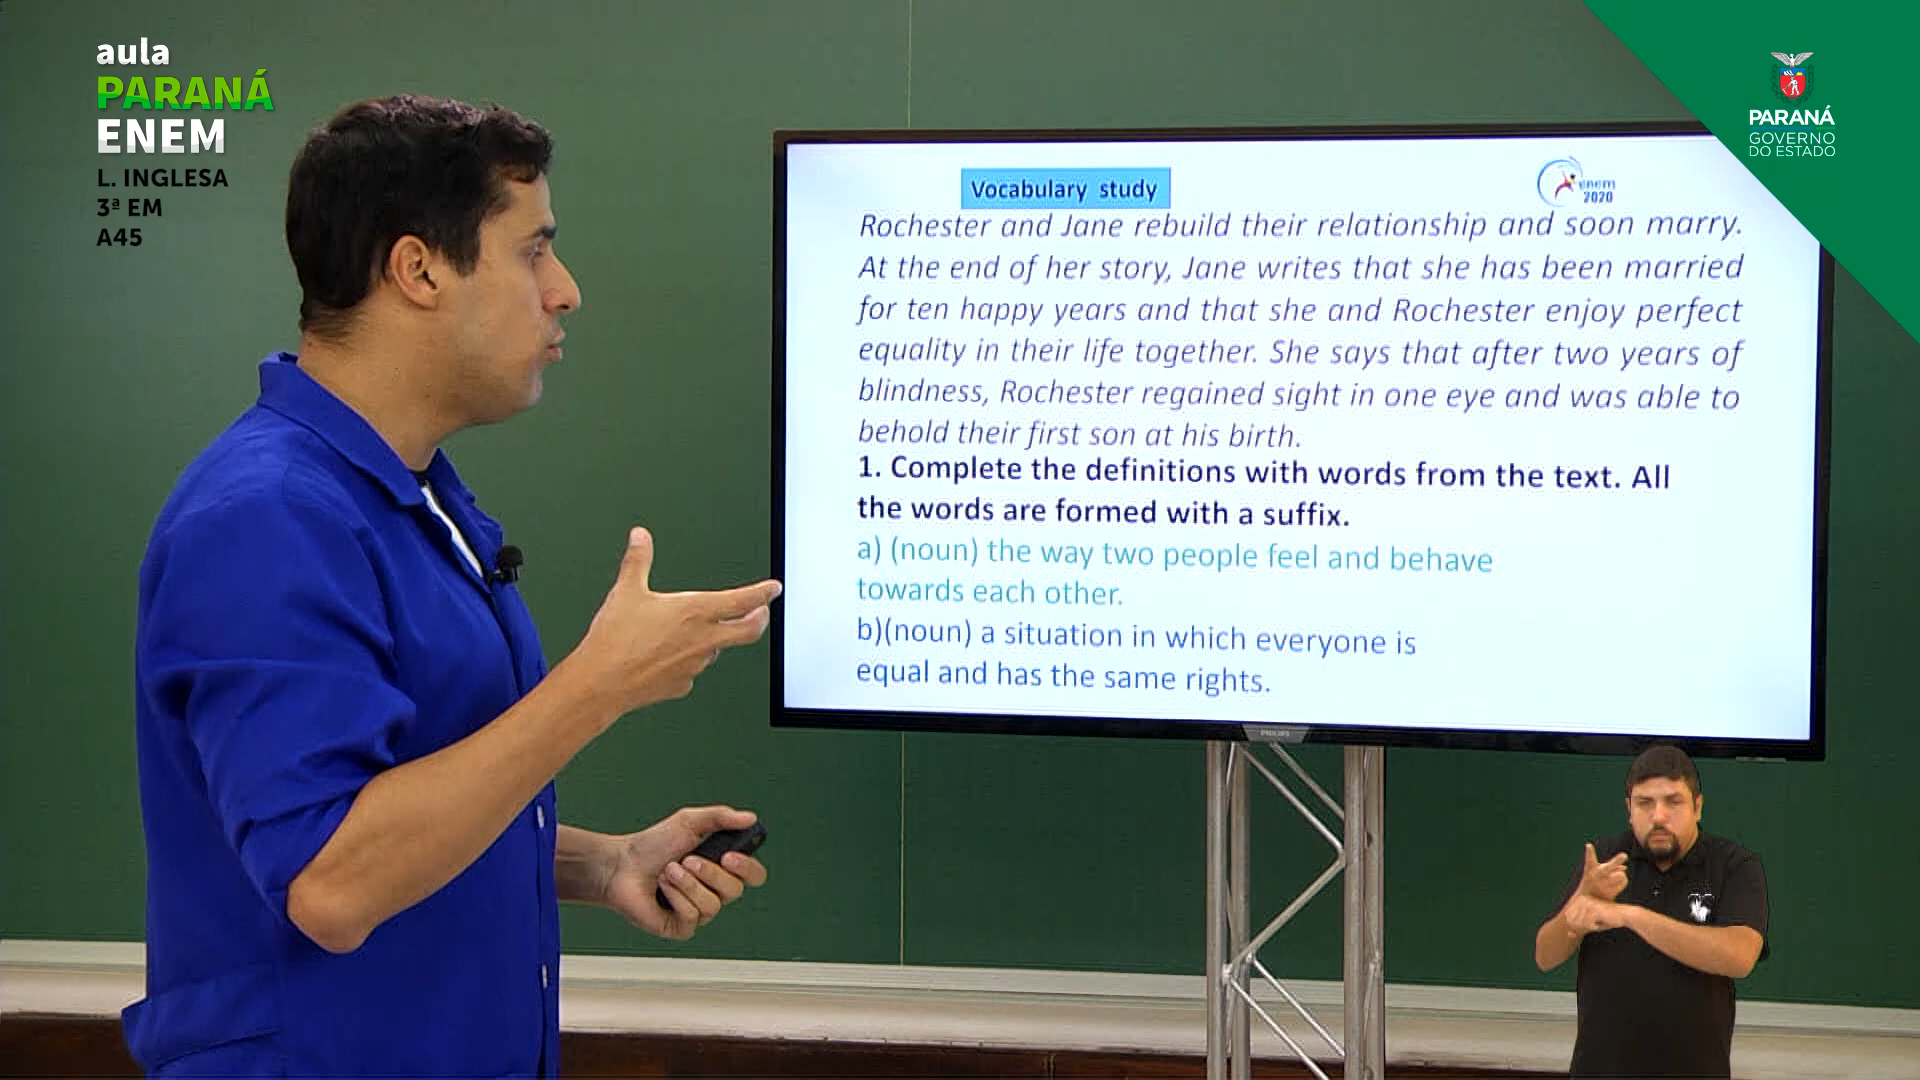 aula
PARANÁ
ENEM
L. INGLESA
3ª EM
A45
PARANÁ
GOVERNO
DO ESTADO
Vocabulary study
enem
2020
Rochester and Jane rebuild their relationship and soon marry.
At the end of her story, Jane writes that she has been married
for ten happy years and that she and Rochester enjoy perfect
equality in their life together. She says that after two years of
blindness, Rochester regained sight in one eye and was able to
behold their first son at his birth.
1. Complete the definitions with words from the text. All
the words are formed with a suffix.
a) (noun) the way two people feel and behave
towards each other.
b)(noun) a situation in which everyone is
equal and has the same rights.
PHILIPS